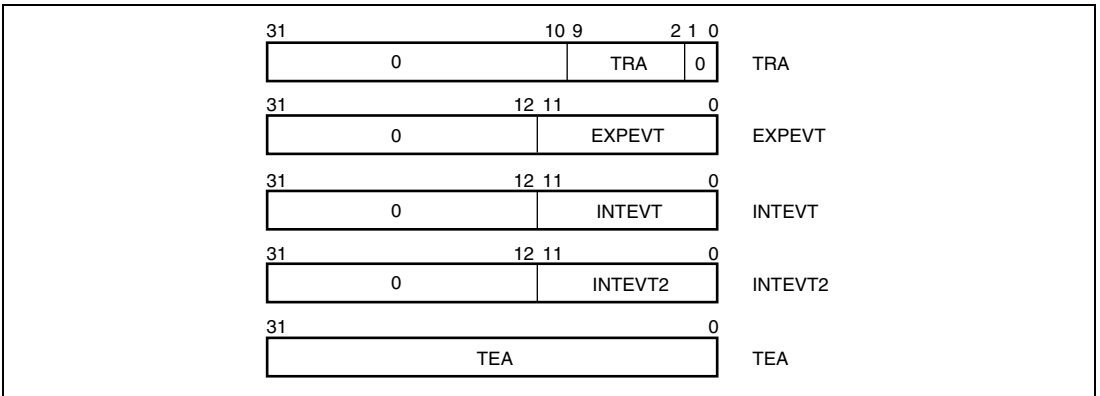 31 10 9 2 1 0
0 TRA 0 TRA
31 12 11 0
0 EXPEVT EXPEVT
31 12 11 0
0 INTEVT INTEVT
31 12 11 0
0 INTEVT2 INTEVT2
31 0
TEA TEA